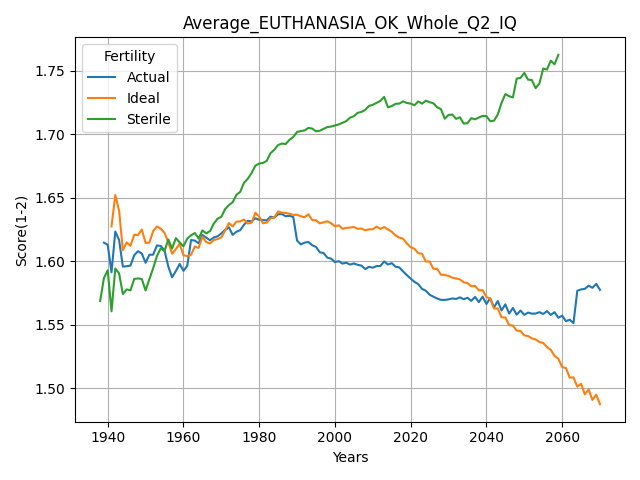 Average_EUTHANASIA_OK_Whole_Q2_IQ
Fertility
Actual
Ideal
Sterile
Score(1-2)
1.75
1.70
1.65
1.60
1.55
1.50
1940 1960 1980 2000 2020 2040 2060
Years